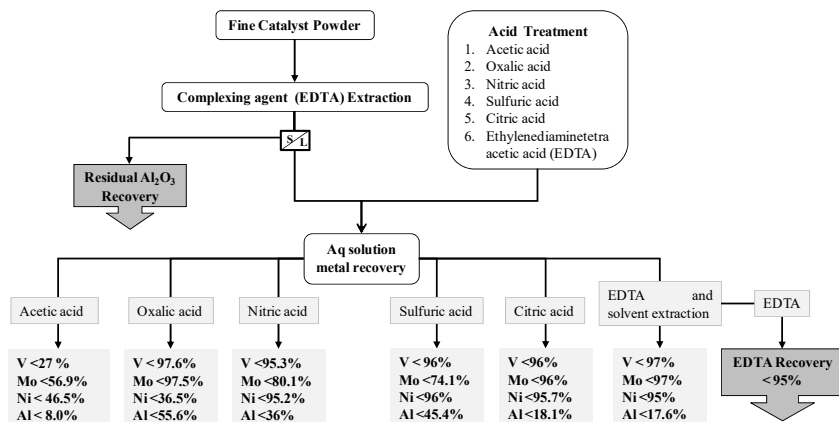 Fine Catalyst Powder
Complexing agent (EDTA) Extraction
S/L
Residual Al₂O₃
Recovery
Acid Treatment
1. Acetic acid
2. Oxalic acid
3. Nitric acid
4. Sulfuric acid
5. Citric acid
6. Ethylenediaminetetra
acetic acid (EDTA)
Aq solution
metal recovery
Acetic acid
Oxalic acid
Nitric acid
Sulfuric acid
Citric acid
EDTA and
solvent extraction
EDTA
V <27 %
Mo <56.9%
Ni < 46.5%
Al < 8.0%
V < 97.6%
Mo <97.5%
Ni <36.5%
Al <55.6%
V <95.3%
Mo <80.1%
Ni <95.2%
Al <36%
V < 96%
Mo <74.1%
Ni <96%
Al <45.4%
V <96%
Mo <96%
Ni <95.7%
Al <18.1%
V < 97%
Mo <97%
Ni <95%
Al <17.6%
EDTA Recovery
< 95%